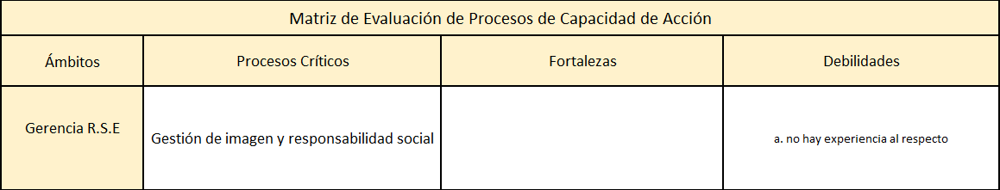 Matriz de Evaluación de Procesos de Capacidad de Acción
Ámbitos
Procesos Críticos
Fortalezas
Debilidades
Gerencia R.S.E
Gestión de imagen y responsabilidad social
a. no hay experiencia al respecto